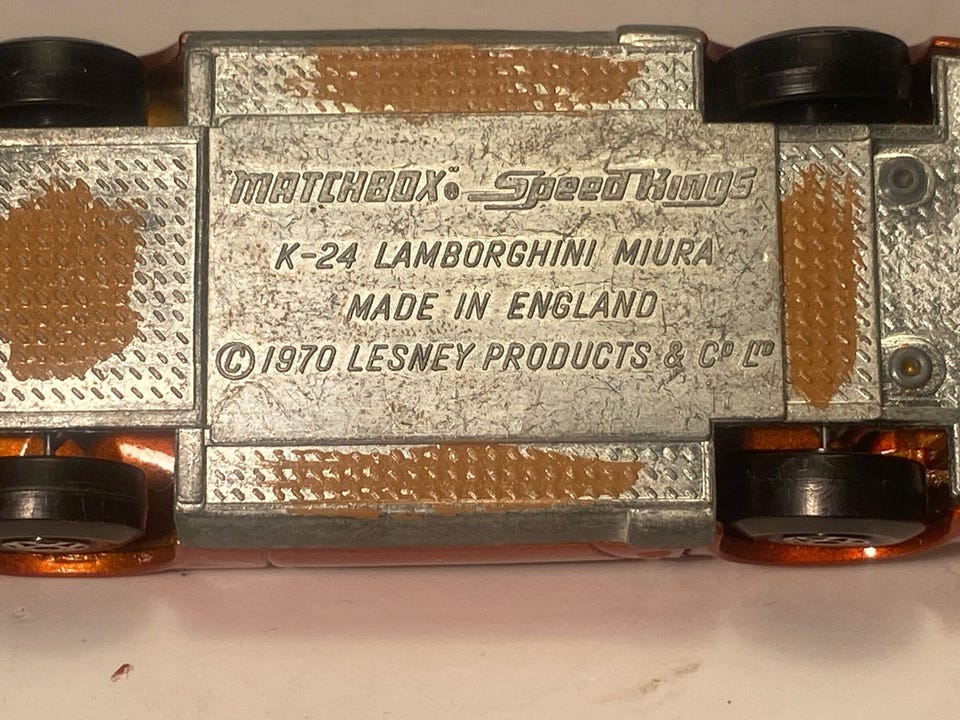 "MATCHBOX"® Speed Kings
K-24 LAMBORGHINI MIURA
MADE IN ENGLAND
©1970 LESNEY PRODUCTS & Cº Lᵀᴰ